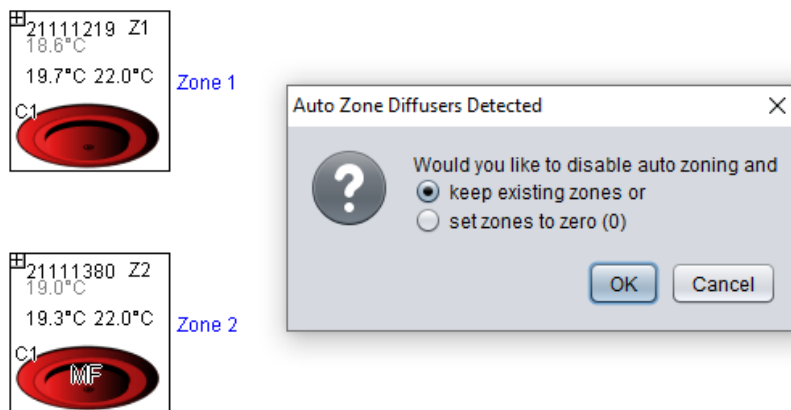 21111219 Z1
18.6°C
19.7°C 22.0°C
C1
Zone 1
Auto Zone Diffusers Detected
Would you like to disable auto zoning and
keep existing zones or
set zones to zero (0)
OK Cancel
21111380 Z2
19.0°C
19.3°C 22.0°C
C1
MF
Zone 2